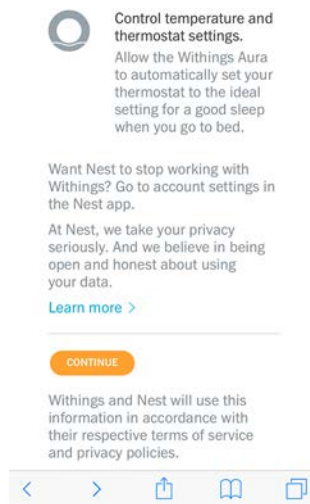 Control temperature and
thermostat settings.
Allow the Withings Aura
to automatically set your
thermostat to the ideal
setting for a good sleep
when you go to bed.
Want Nest to stop working with
Withings? Go to account settings in
the Nest app.
At Nest, we take your privacy
seriously. And we believe in being
open and honest about using
your data.
Learn more >
CONTINUE
Withings and Nest will use this
information in accordance with
their respective terms of service
and privacy policies.